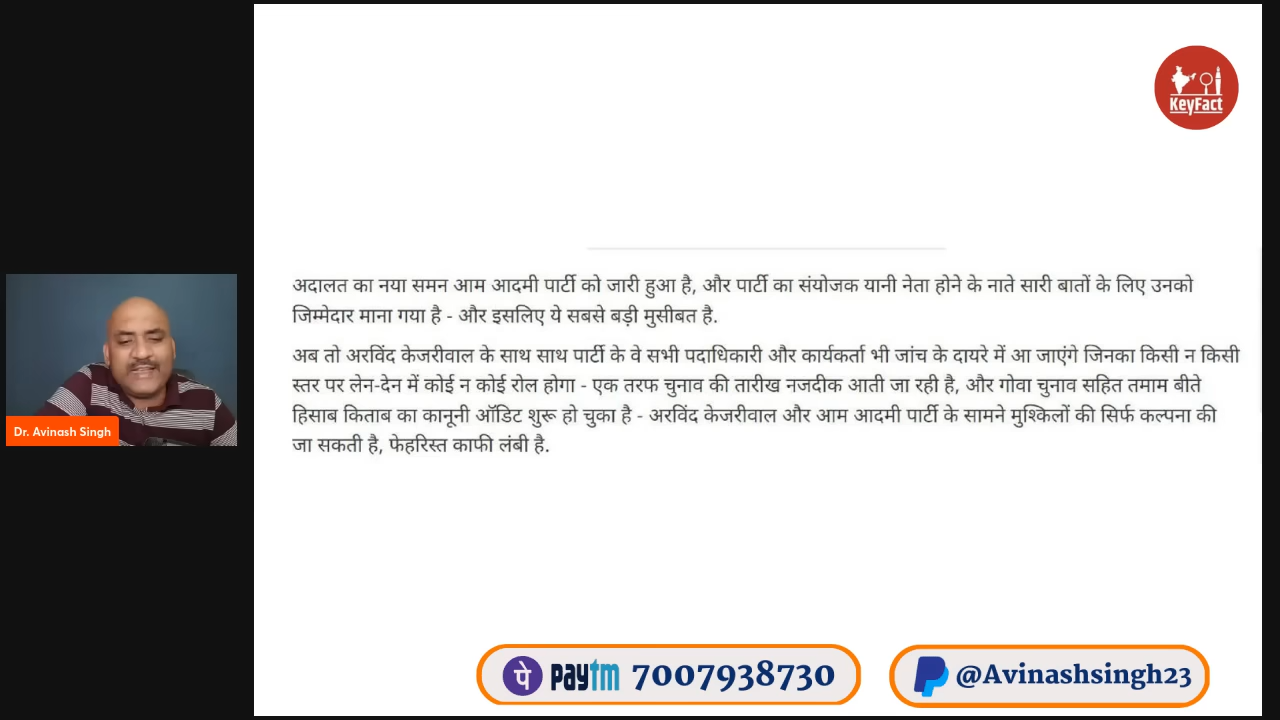 KeyFact
अदालत का नया समन आम आदमी पार्टी को जारी हुआ है, और पार्टी का संयोजक यानी नेता होने के नाते सारी बातों के लिए उनको
जिम्मेदार माना गया है - और इसलिए ये सबसे बड़ी मुसीबत है.
अब तो अरविंद केजरीवाल के साथ साथ पार्टी के वे सभी पदाधिकारी और कार्यकर्ता भी जांच के दायरे में आ जाएंगे जिनका किसी न किसी
स्तर पर लेन-देन में कोई न कोई रोल होगा - एक तरफ चुनाव की तारीख नजदीक आती जा रही है, और गोवा चुनाव सहित तमाम बीते
हिसाब किताब का कानूनी ऑडिट शुरू हो चुका है - अरविंद केजरीवाल और आम आदमी पार्टी के सामने मुश्किलों की सिर्फ कल्पना की
जा सकती है, फेहरिस्त काफी लंबी है.
Dr. Avinash Singh
पे paytm 7007938730
@Avinashsingh23